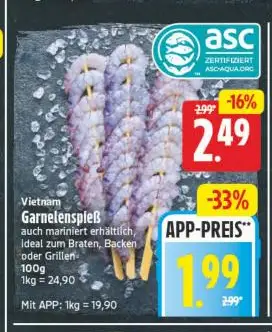 asc
ZERTIFIZIERT
ASC-AQUA.ORG
TM
2.99* -16%
2.49
-33%
APP-PREIS**
1.99
2.99*
Vietnam
Garnelenspieß
auch mariniert erhältlich,
ideal zum Braten, Backen
oder Grillen
100g
1kg = 24,90
Mit APP: 1kg = 19,90